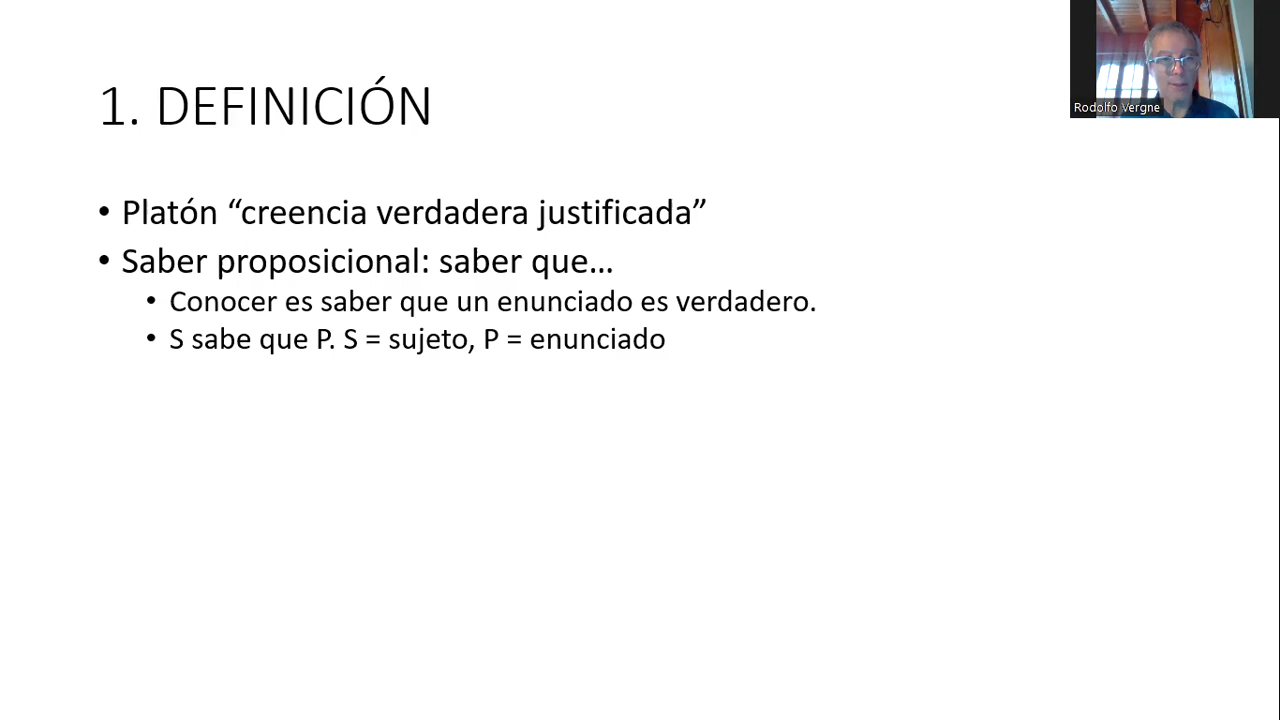 1. DEFINICIÓN
• Platón “creencia verdadera justificada”
• Saber proposicional: saber que…
• Conocer es saber que un enunciado es verdadero.
• S sabe que P. S = sujeto, P = enunciado
Rodolfo Vergne